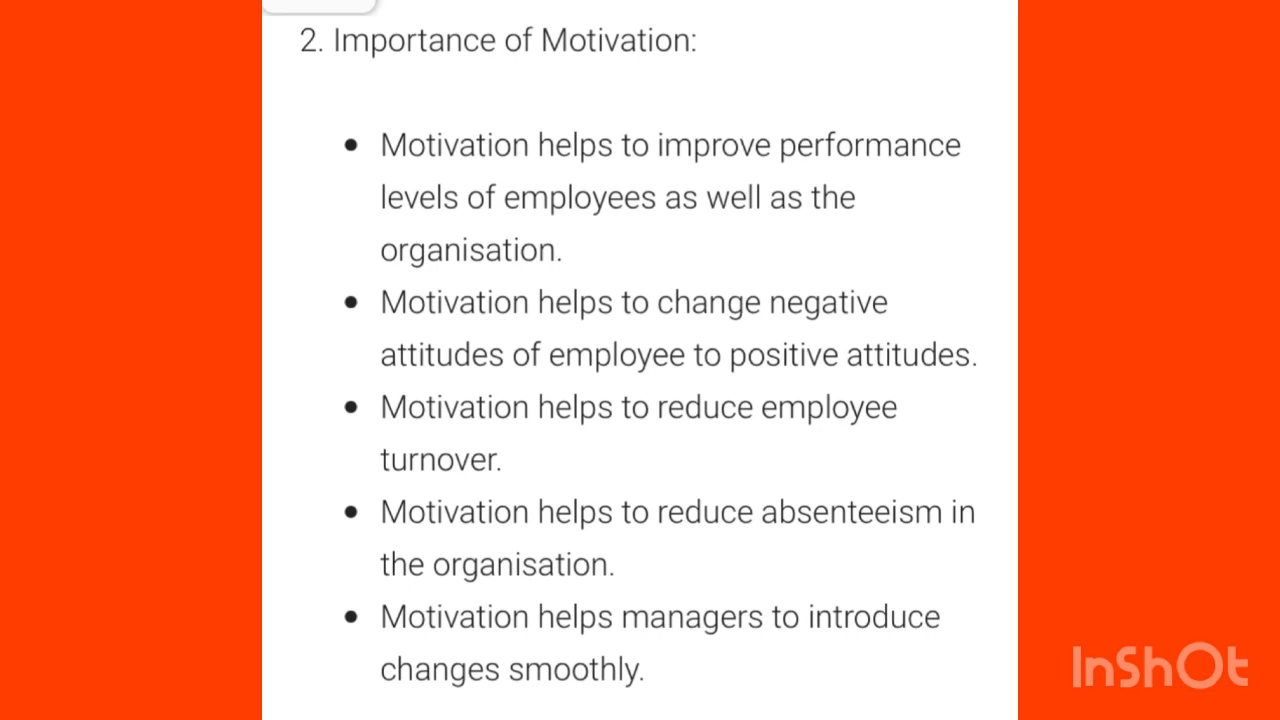 2. Importance of Motivation:
• Motivation helps to improve performance
levels of employees as well as the
organisation.
• Motivation helps to change negative
attitudes of employee to positive attitudes.
• Motivation helps to reduce employee
turnover.
• Motivation helps to reduce absenteeism in
the organisation.
• Motivation helps managers to introduce
changes smoothly.
InShOt